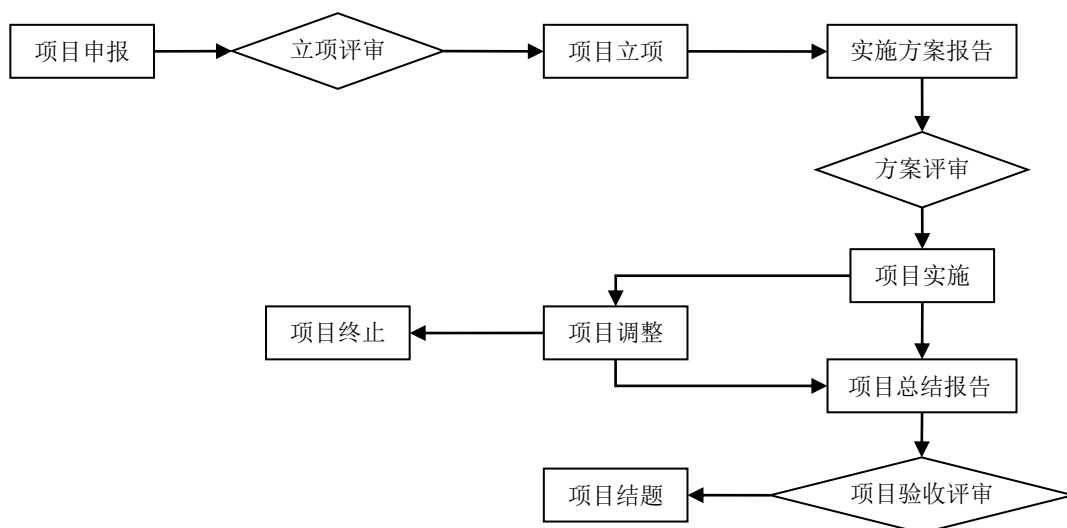 项目申报
立项评审
项目立项
实施方案报告
方案评审
项目实施
项目终止
项目调整
项目总结报告
项目结题
项目验收评审